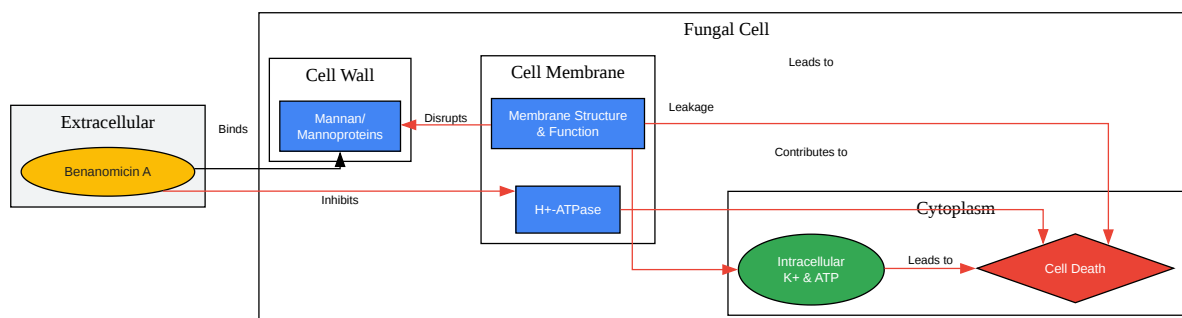 Fungal Cell
Leads to
Cell Wall
Cell Membrane
Leakage
Extracellular
Mannan/
Mannoproteins
Disrupts
Membrane Structure
& Function
Binds
Contributes to
Benanomicin A
Inhibits
H+-ATPase
Cytoplasm
Intracellular
K+ & ATP
Leads to
Cell Death